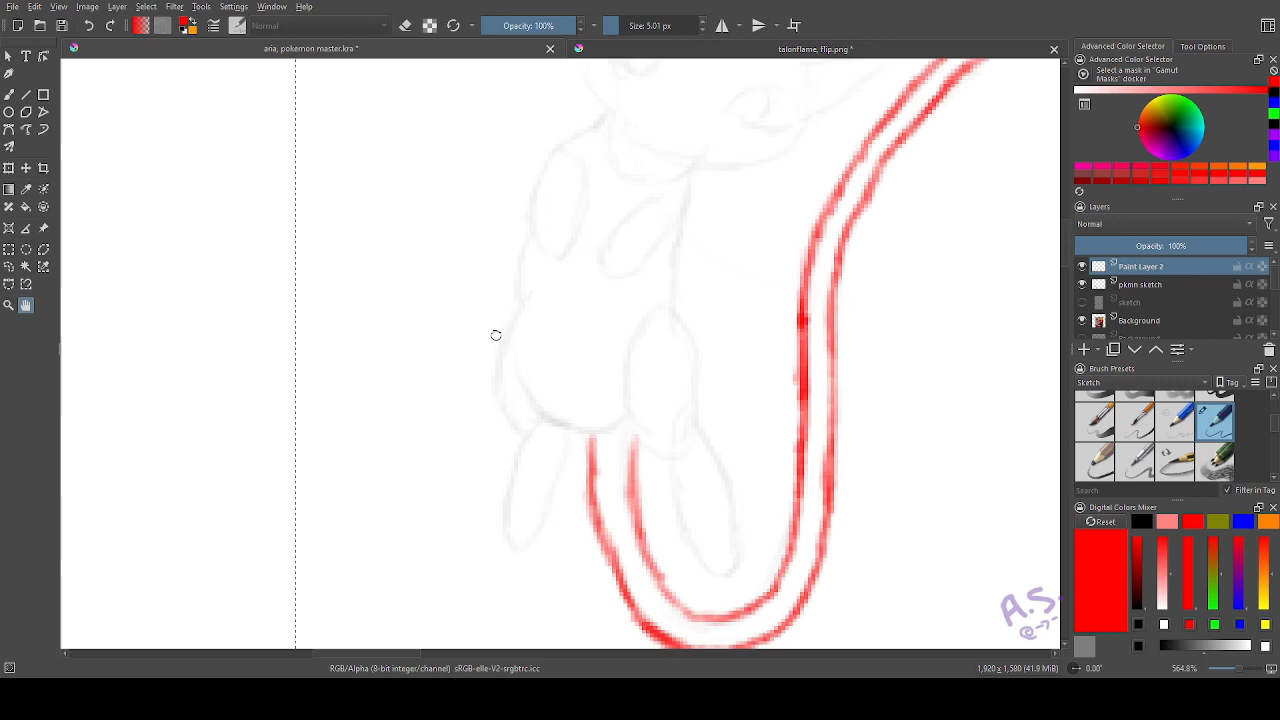 File Edit View Image Layer Select Filter Tools Settings Window Help
Normal
Opacity: 100%
Size: 5.01 px
aria, pokemon master.kra *
talonflame, flip.png *
Advanced Color Selector
Tool Options
Advanced Color Selector
Select a mask in "Gamut
Masks" docker
Layers
Normal
Opacity: 100%
Paint Layer 2
pkmn sketch
sketch
Background
Background
Brush Presets
Sketch
Tag
Search
Filter in Tag
Digital Colors Mixer
Reset
A.S.
RGB/Alpha (8-bit integer/channel) sRGB-elle-V2-srgbtrc.icc
1,920 x 1,580 (41.9 MiB)
0.00°
564.8%